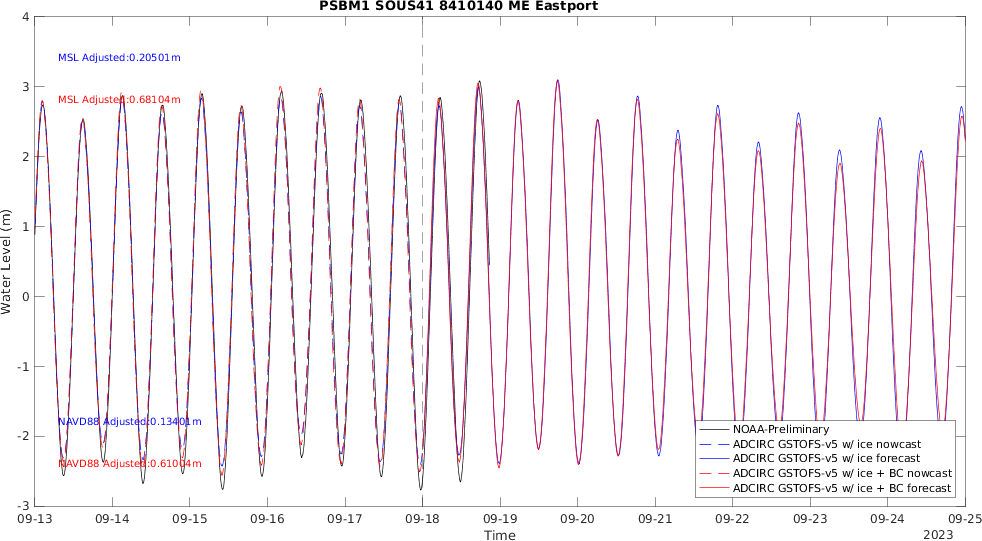 PSBM1 SOUS41 8410140 ME Eastport
4
3
2
1
0
-1
-2
-3
Water Level (m)
MSL Adjusted:0.20501m
MSL Adjusted:0.68104m
NAVD88 Adjusted:0.13401m
NAVD88 Adjusted:0.61004m
NOAA-Preliminary
ADCIRC GSTOFS-v5 w/ ice nowcast
ADCIRC GSTOFS-v5 w/ ice forecast
ADCIRC GSTOFS-v5 w/ ice + BC nowcast
ADCIRC GSTOFS-v5 w/ ice + BC forecast
09-13 09-14 09-15 09-16 09-17 09-18 09-19 09-20 09-21 09-22 09-23 09-24 09-25
Time
2023